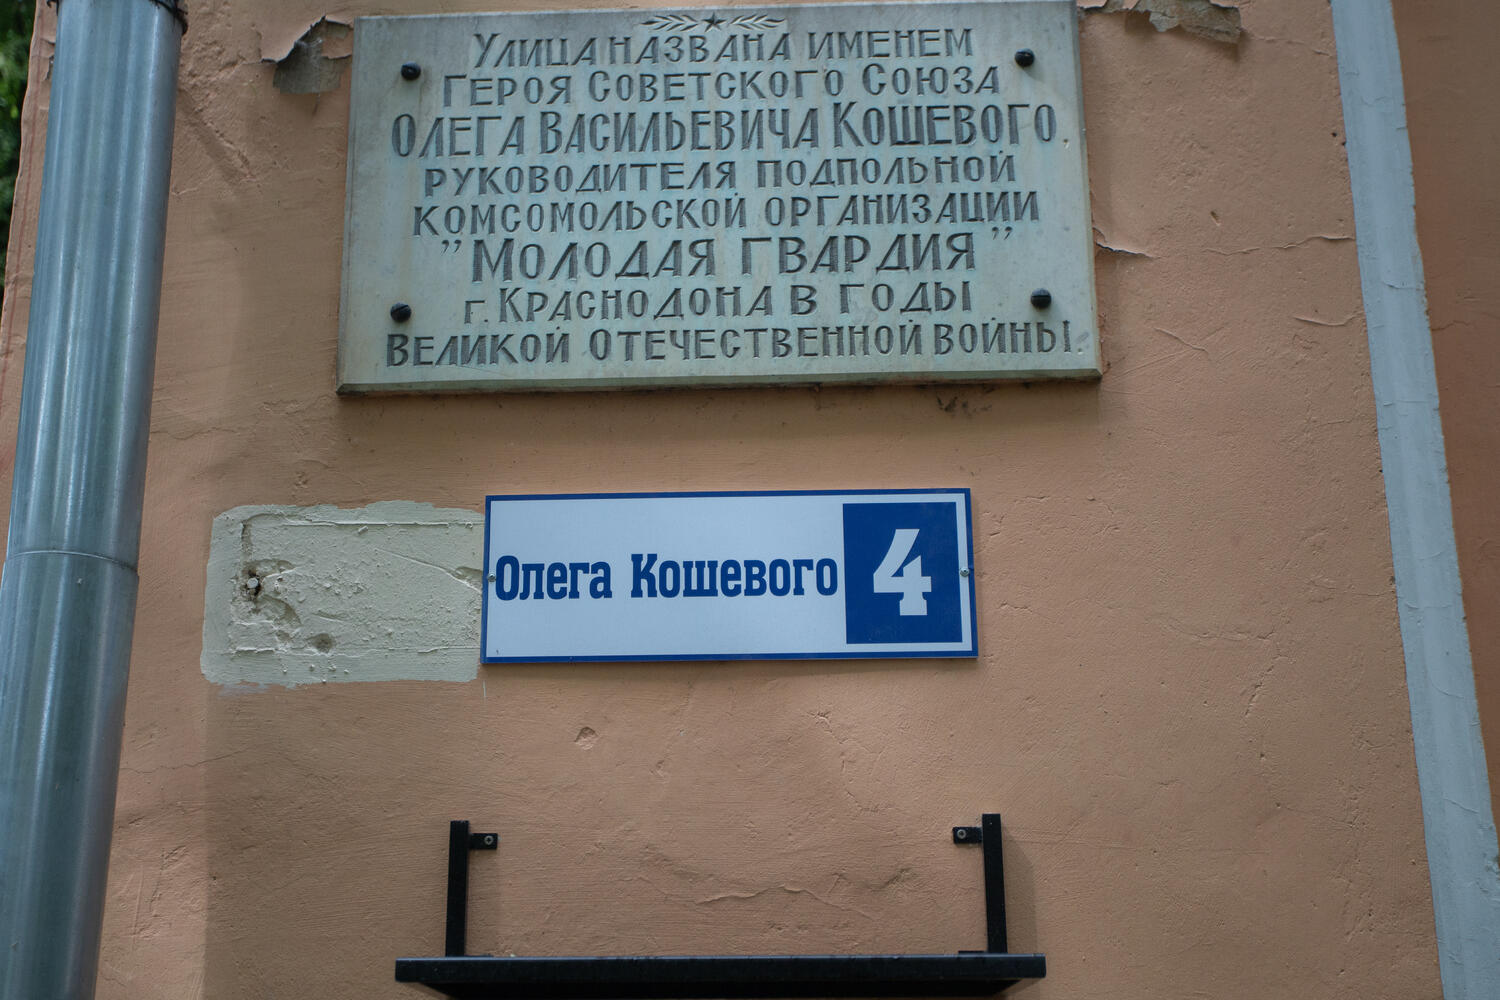 Улица названа именем
Героя Советского Союза
Олега Васильевича Кошевого
руководителя подпольной
комсомольской организации
"Молодая гвардия"
г. Краснодона в годы
Великой Отечественной войны.
Олега Кошевого 4